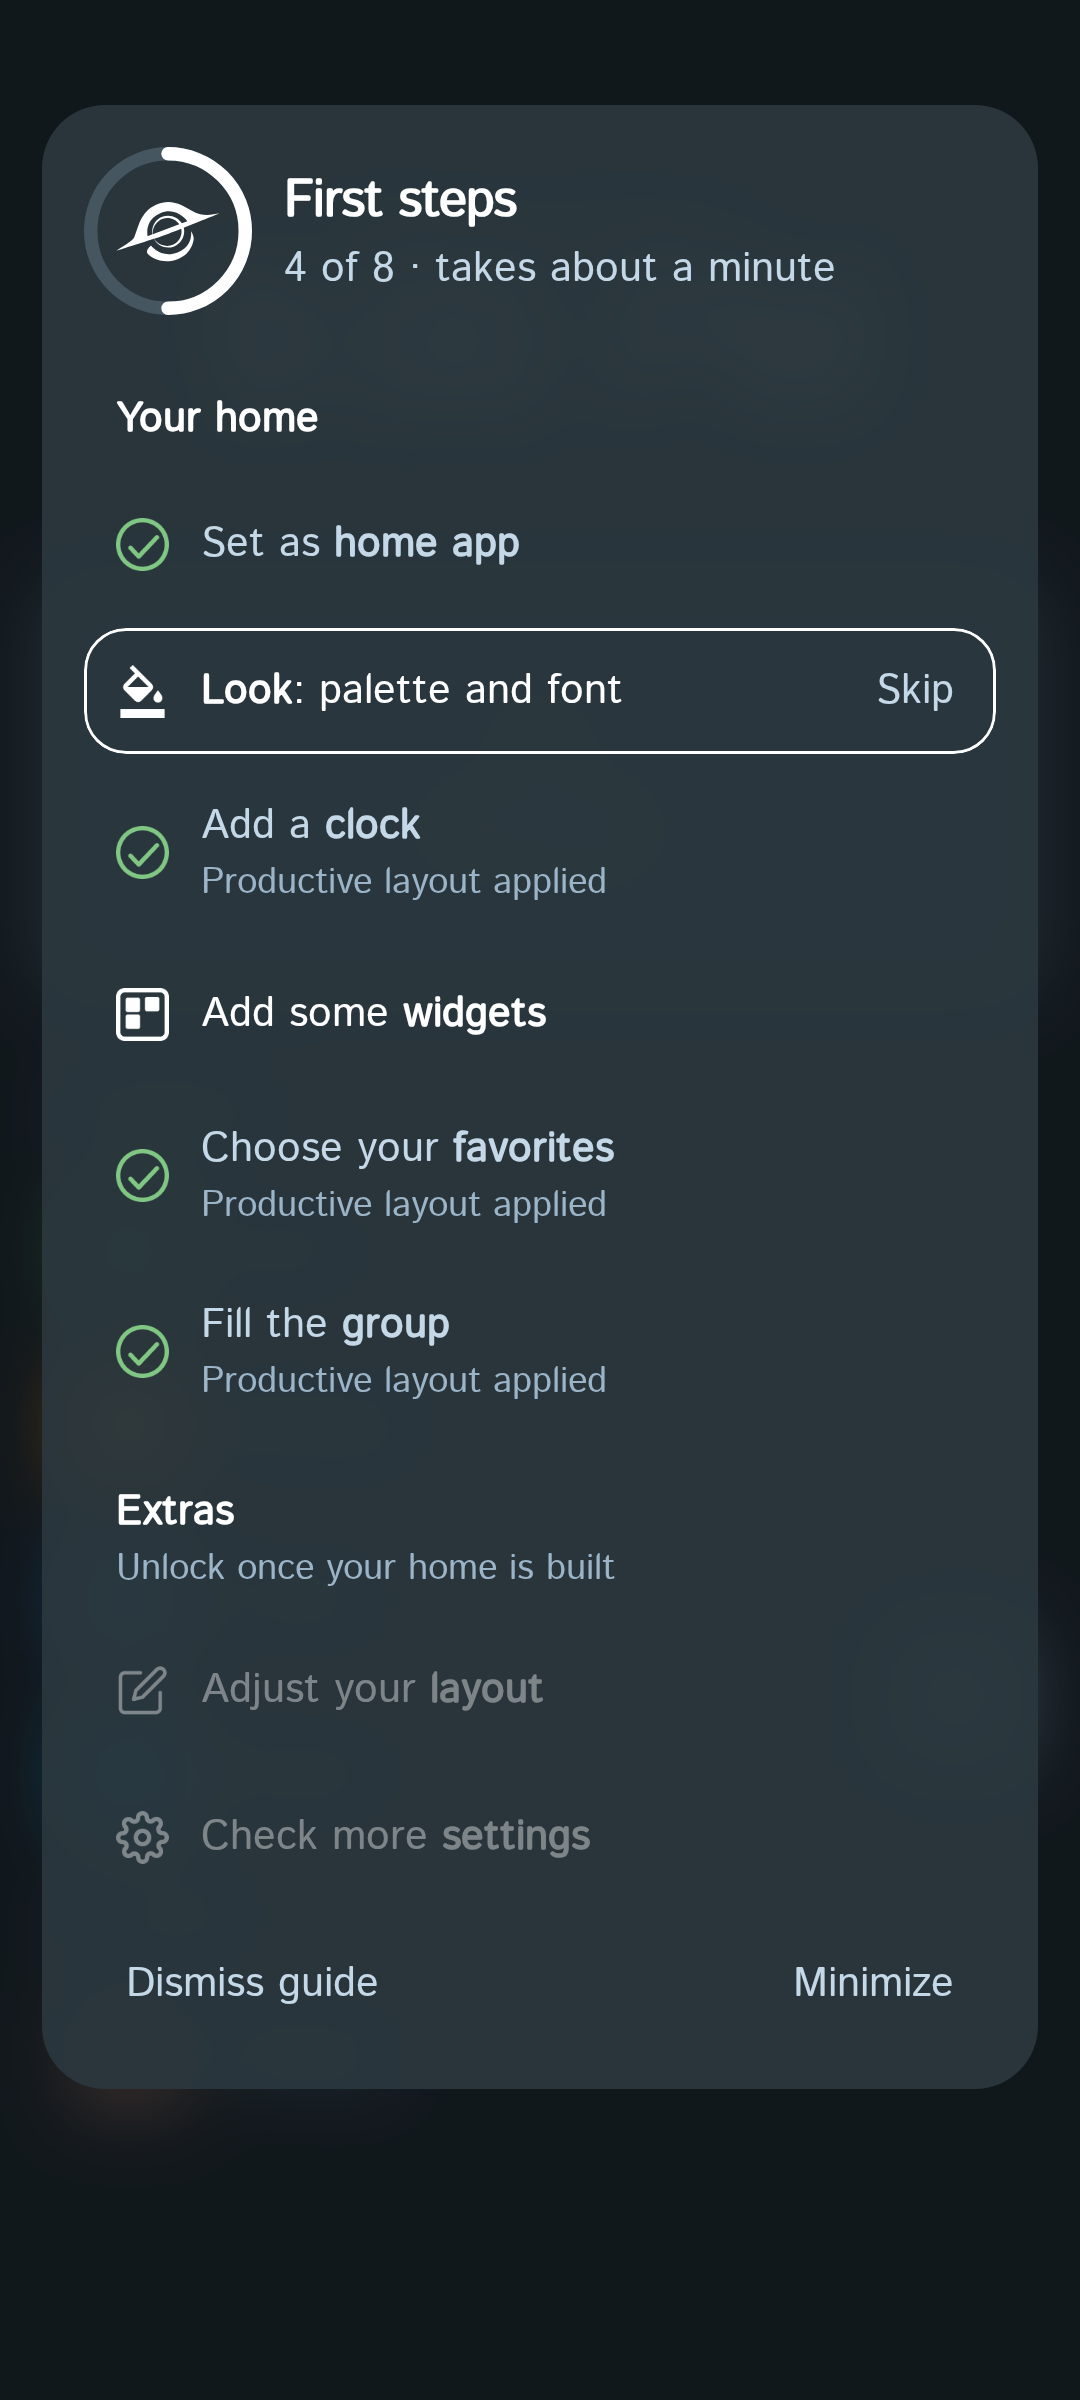 First steps
4 of 8 · takes about a minute
Your home
Set as home app
Look: palette and font
Skip
Add a clock
Productive layout applied
Add some widgets
Choose your favorites
Productive layout applied
Fill the group
Productive layout applied
Extras
Unlock once your home is built
Adjust your layout
Check more settings
Dismiss guide
Minimize